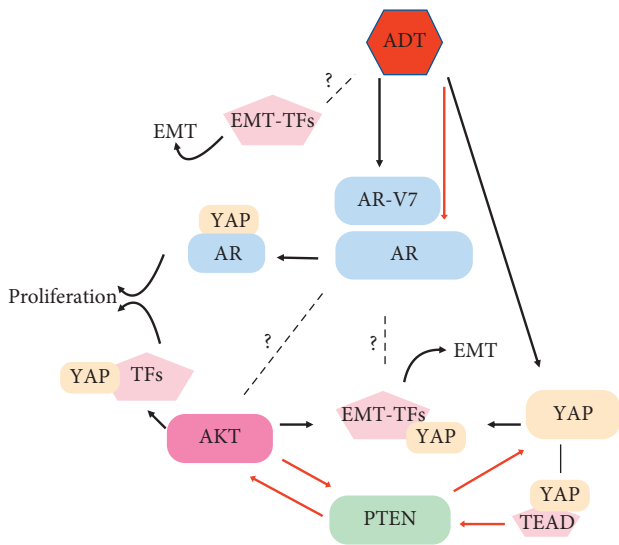 ADT
?
EMT-TFs
EMT
AR-V7
YAP
AR
AR
Proliferation
?
?
EMT
YAP
TFs
EMT-TFs
YAP
YAP
AKT
YAP
PTEN
TEAD